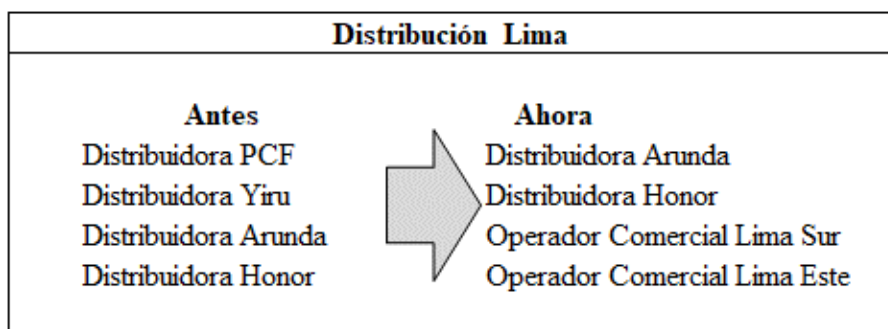 Distribución Lima
Antes
Distribuidora PCF
Distribuidora Yiru
Distribuidora Arunda
Distribuidora Honor
Ahora
Distribuidora Arunda
Distribuidora Honor
Operador Comercial Lima Sur
Operador Comercial Lima Este